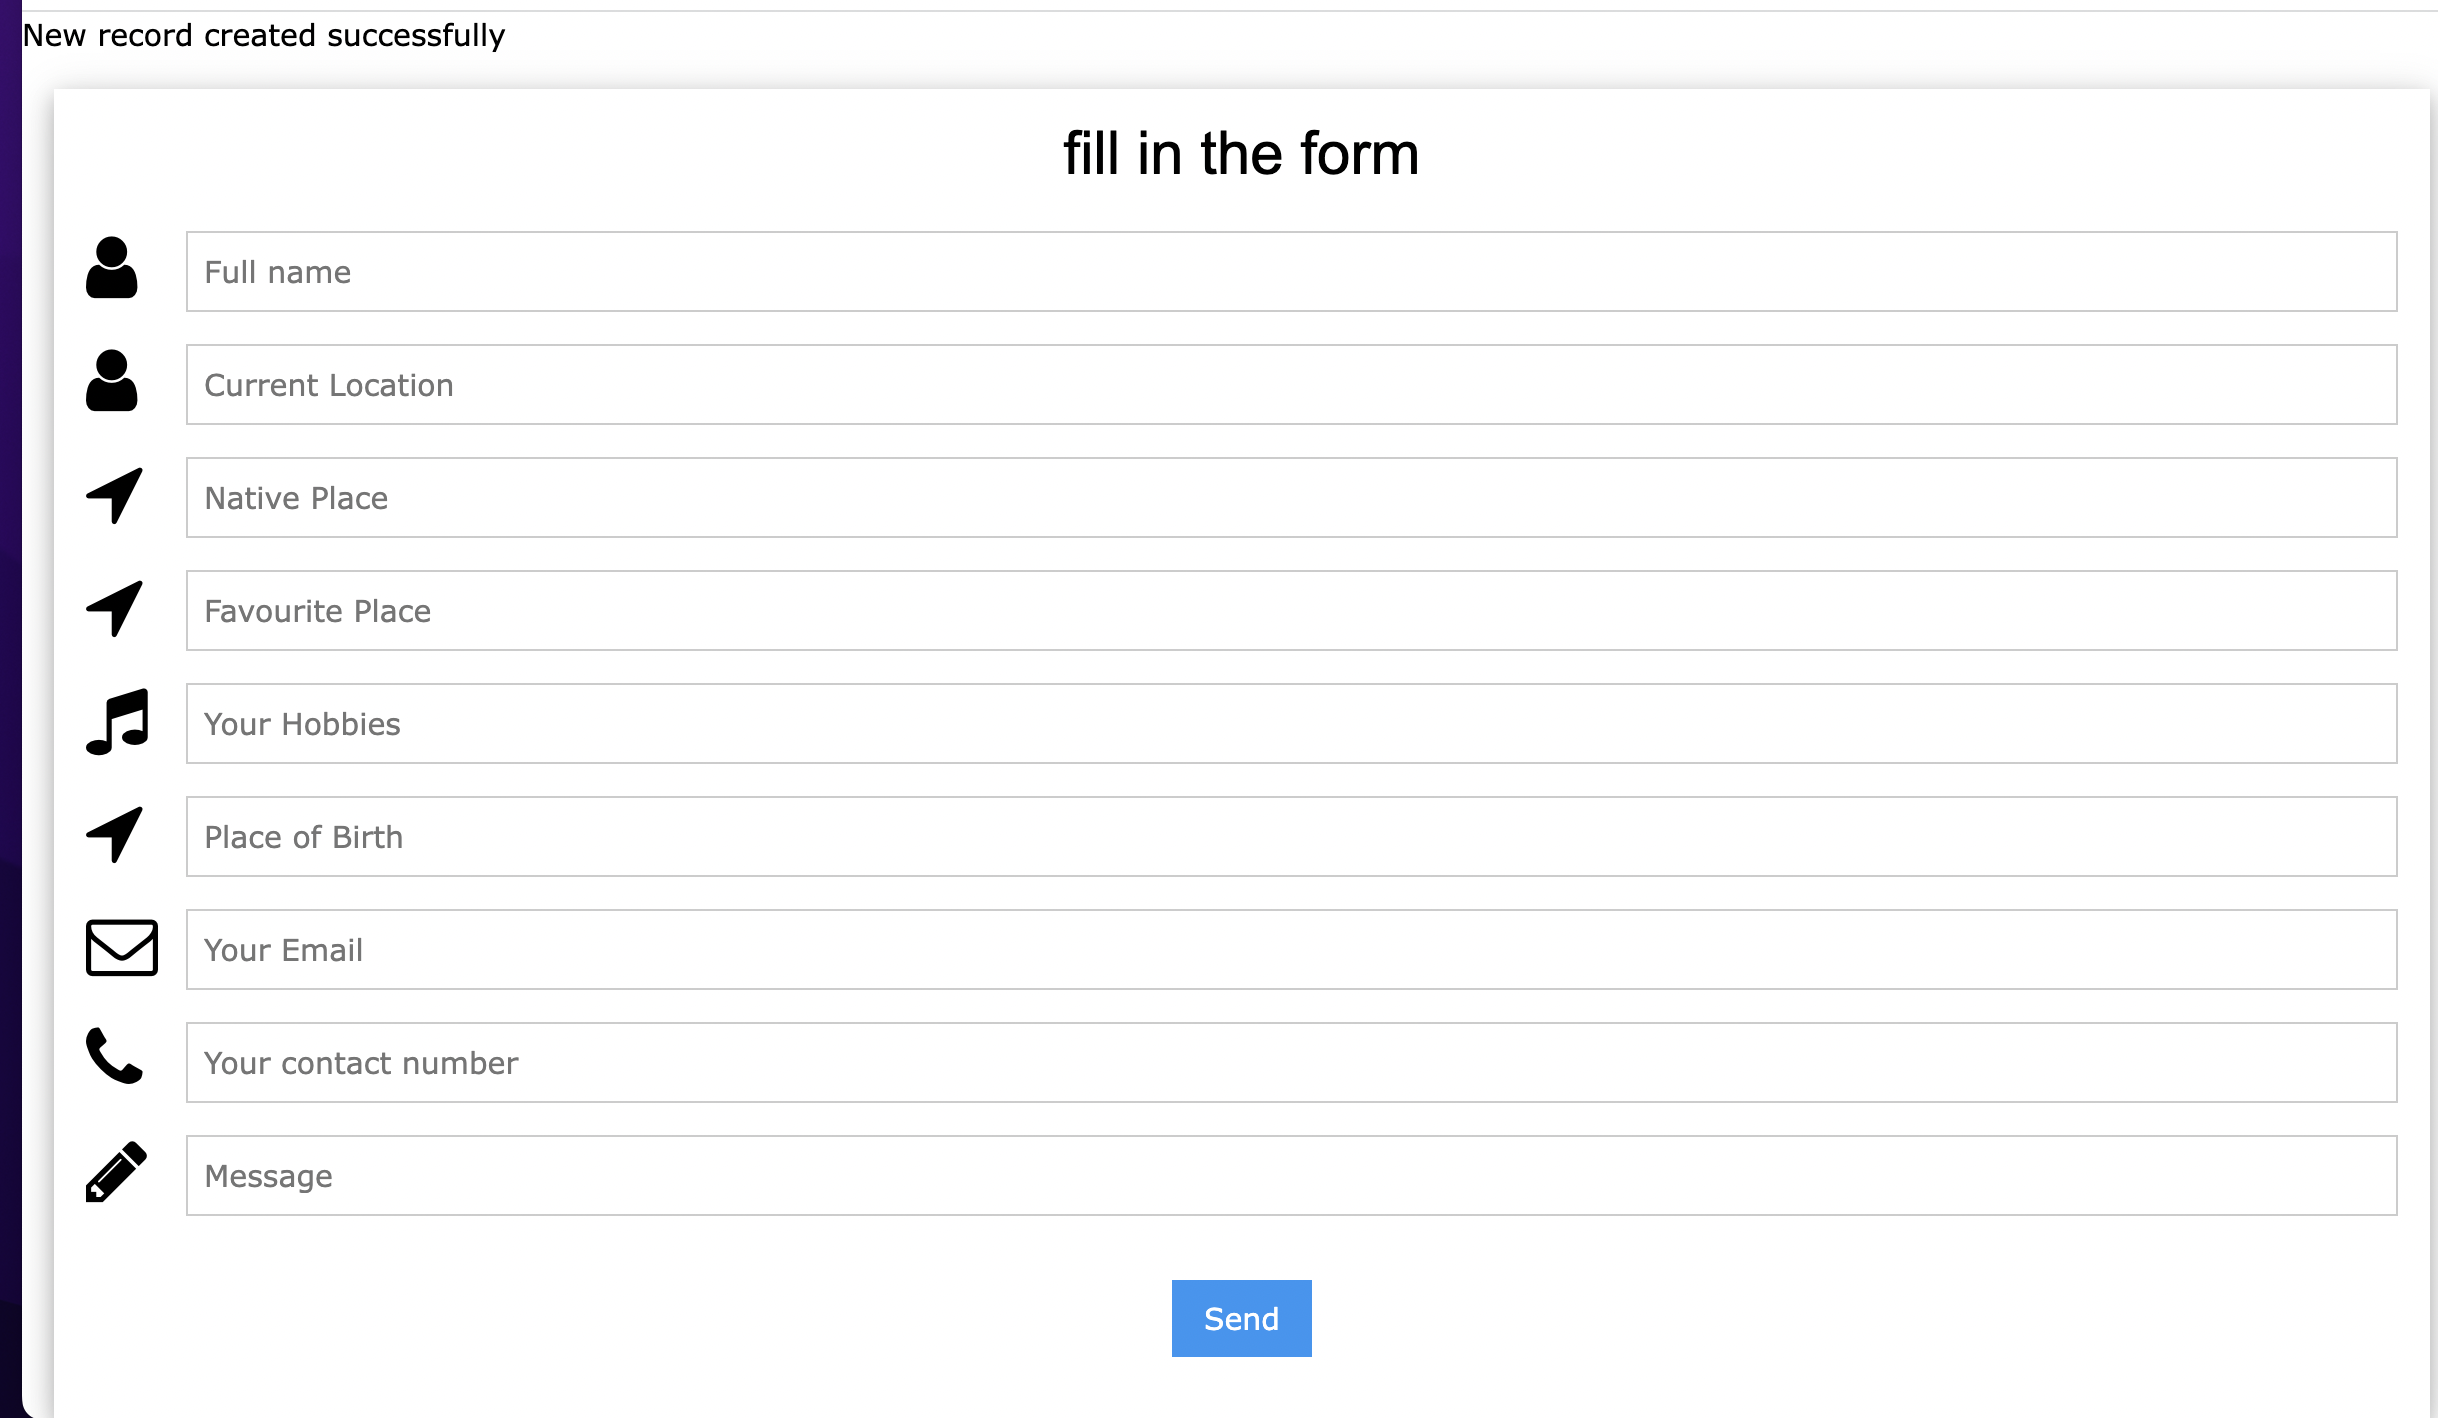 New record created successfully
fill in the form
Full name
Current Location
Native Place
Favourite Place
Your Hobbies
Place of Birth
Your Email
Your contact number
Message
Send